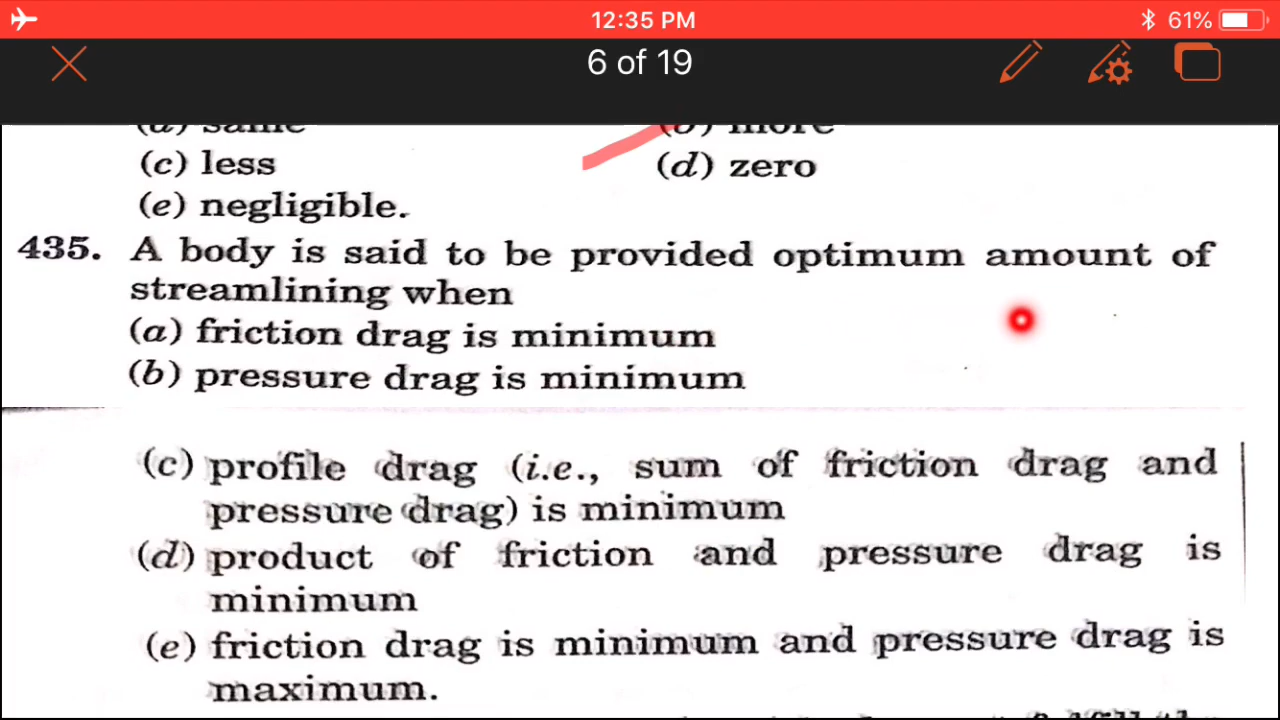 12:35 PM
61%
6 of 19
(a) same (b) more
(c) less (d) zero
(e) negligible.
435. A body is said to be provided optimum amount of
streamlining when
(a) friction drag is minimum
(b) pressure drag is minimum
(c) profile drag (i.e., sum of friction drag and
pressure drag) is minimum
(d) product of friction and pressure drag is
minimum
(e) friction drag is minimum and pressure drag is
maximum.